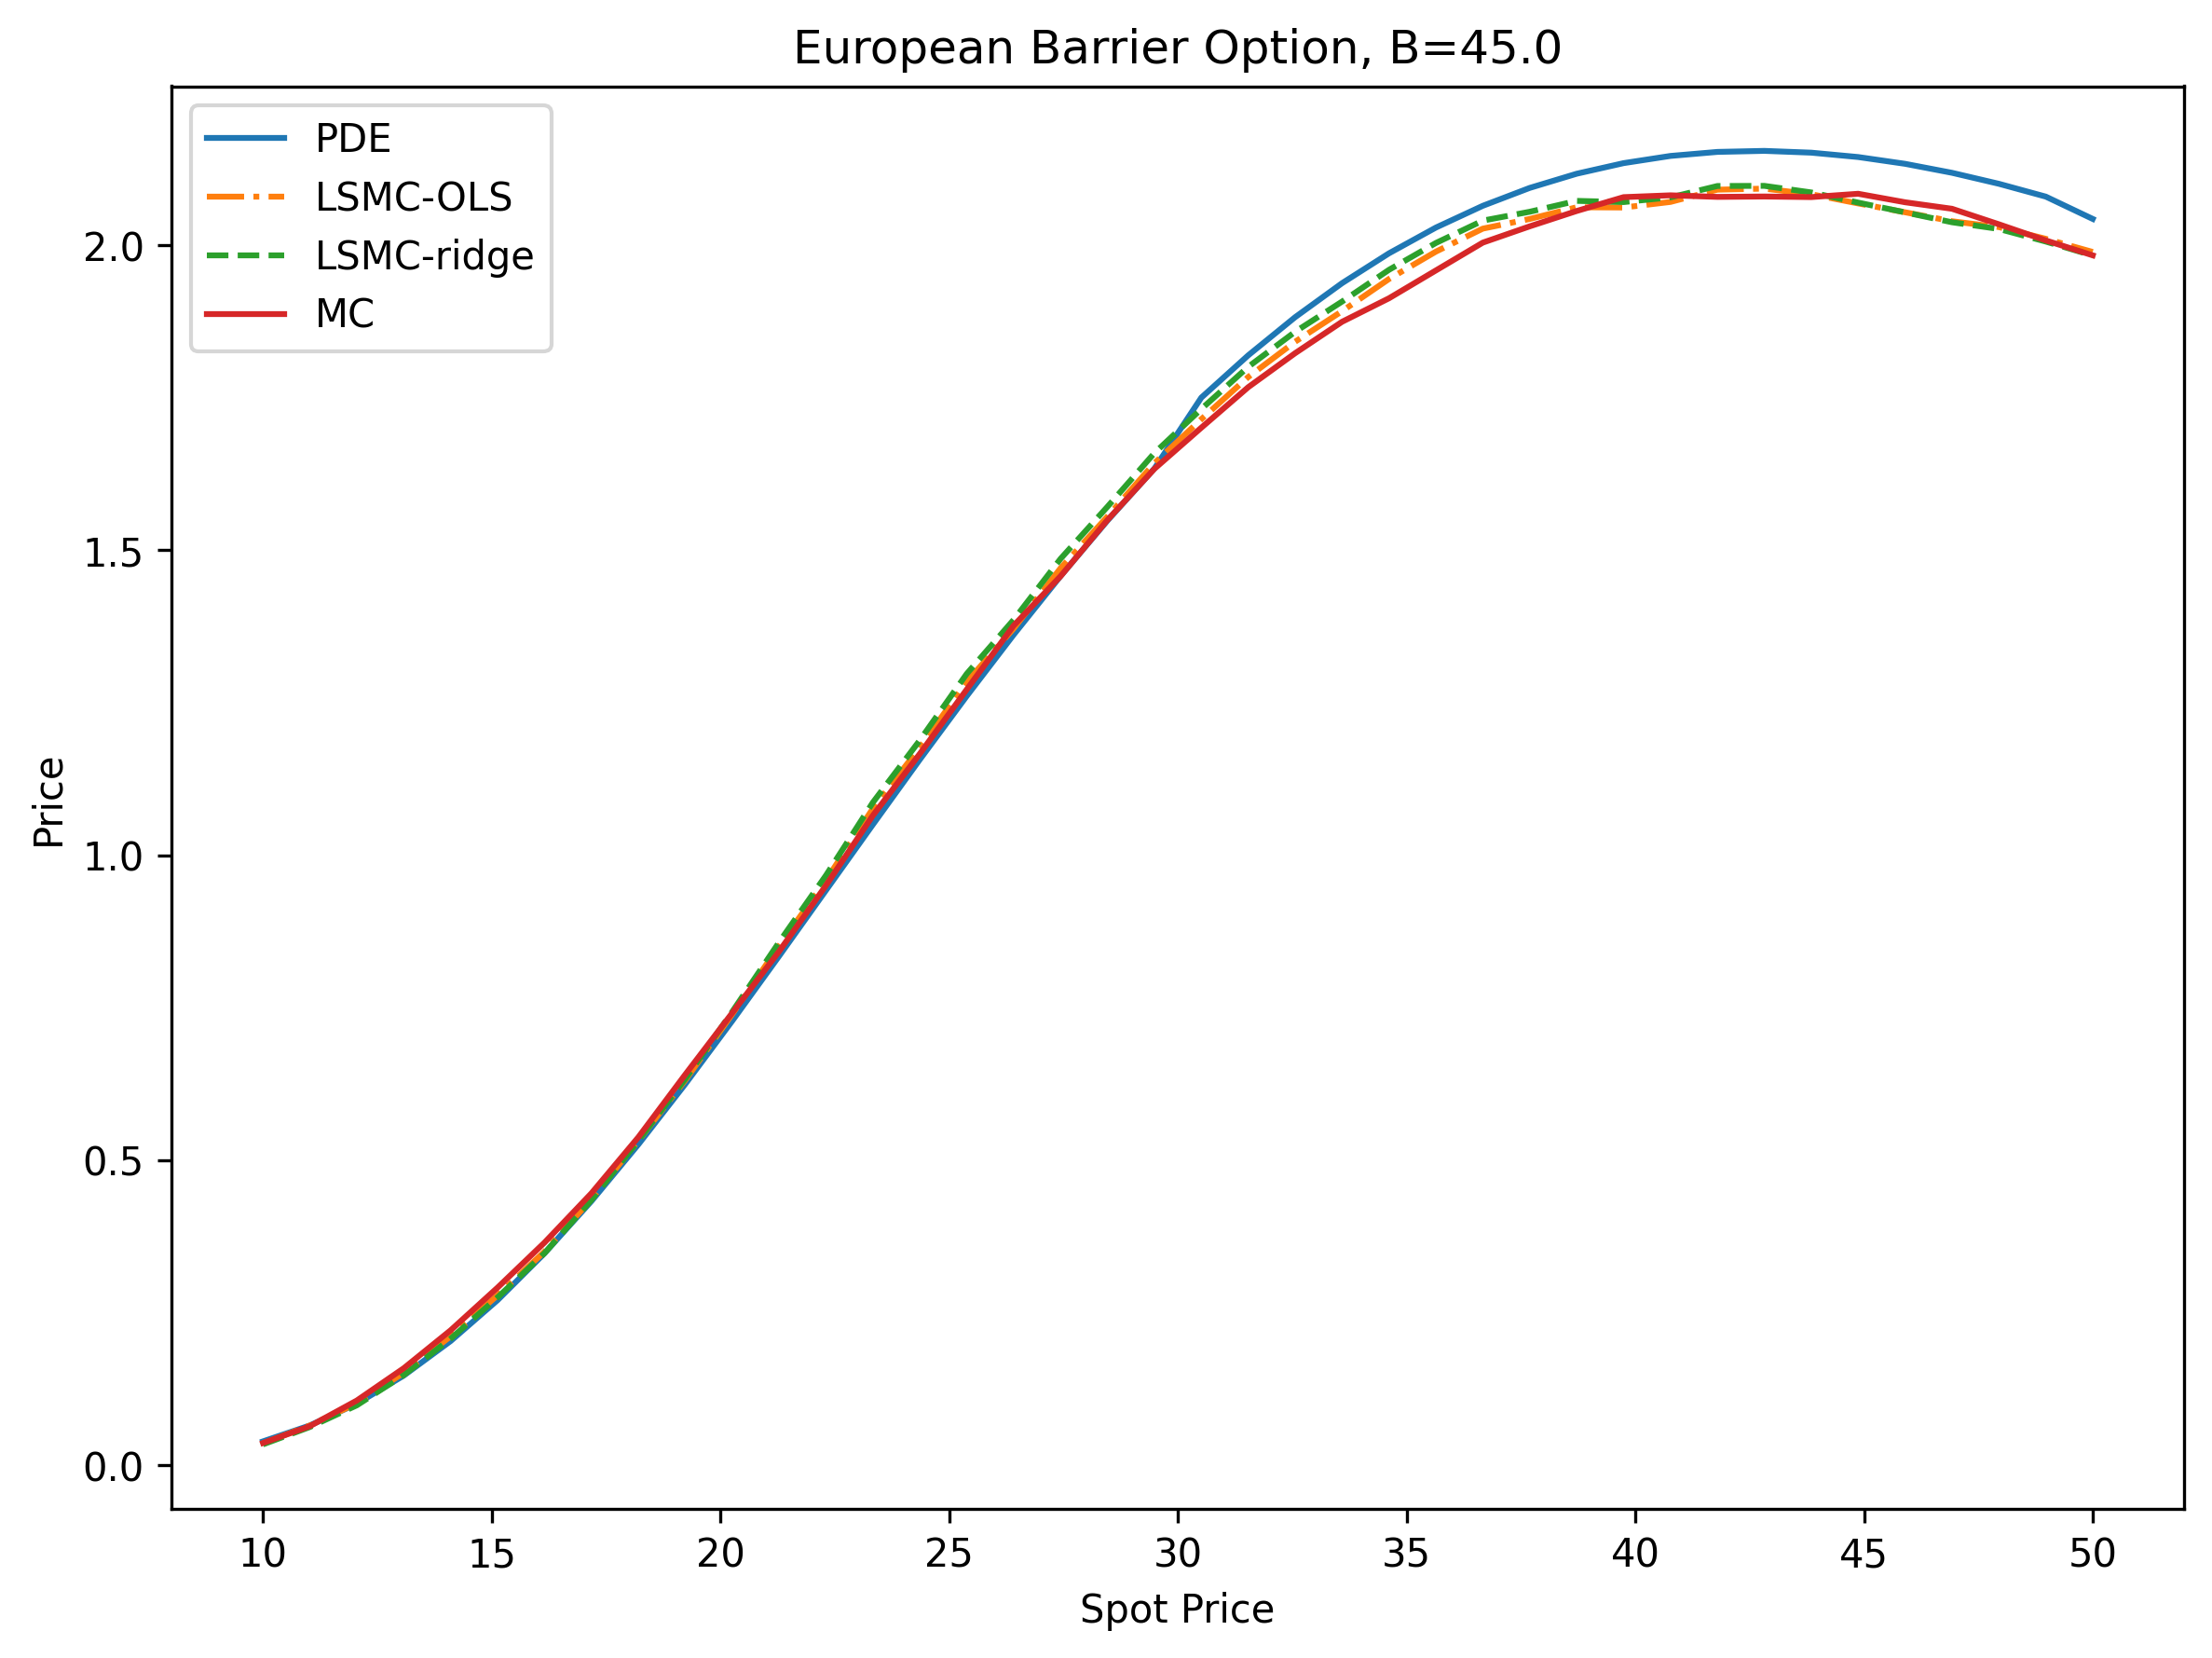 European Barrier Option, B=45.0
PDE
LSMC-OLS
LSMC-ridge
MC
2.0
1.5
1.0
0.5
0.0
Price
10 15 20 25 30 35 40 45 50
Spot Price